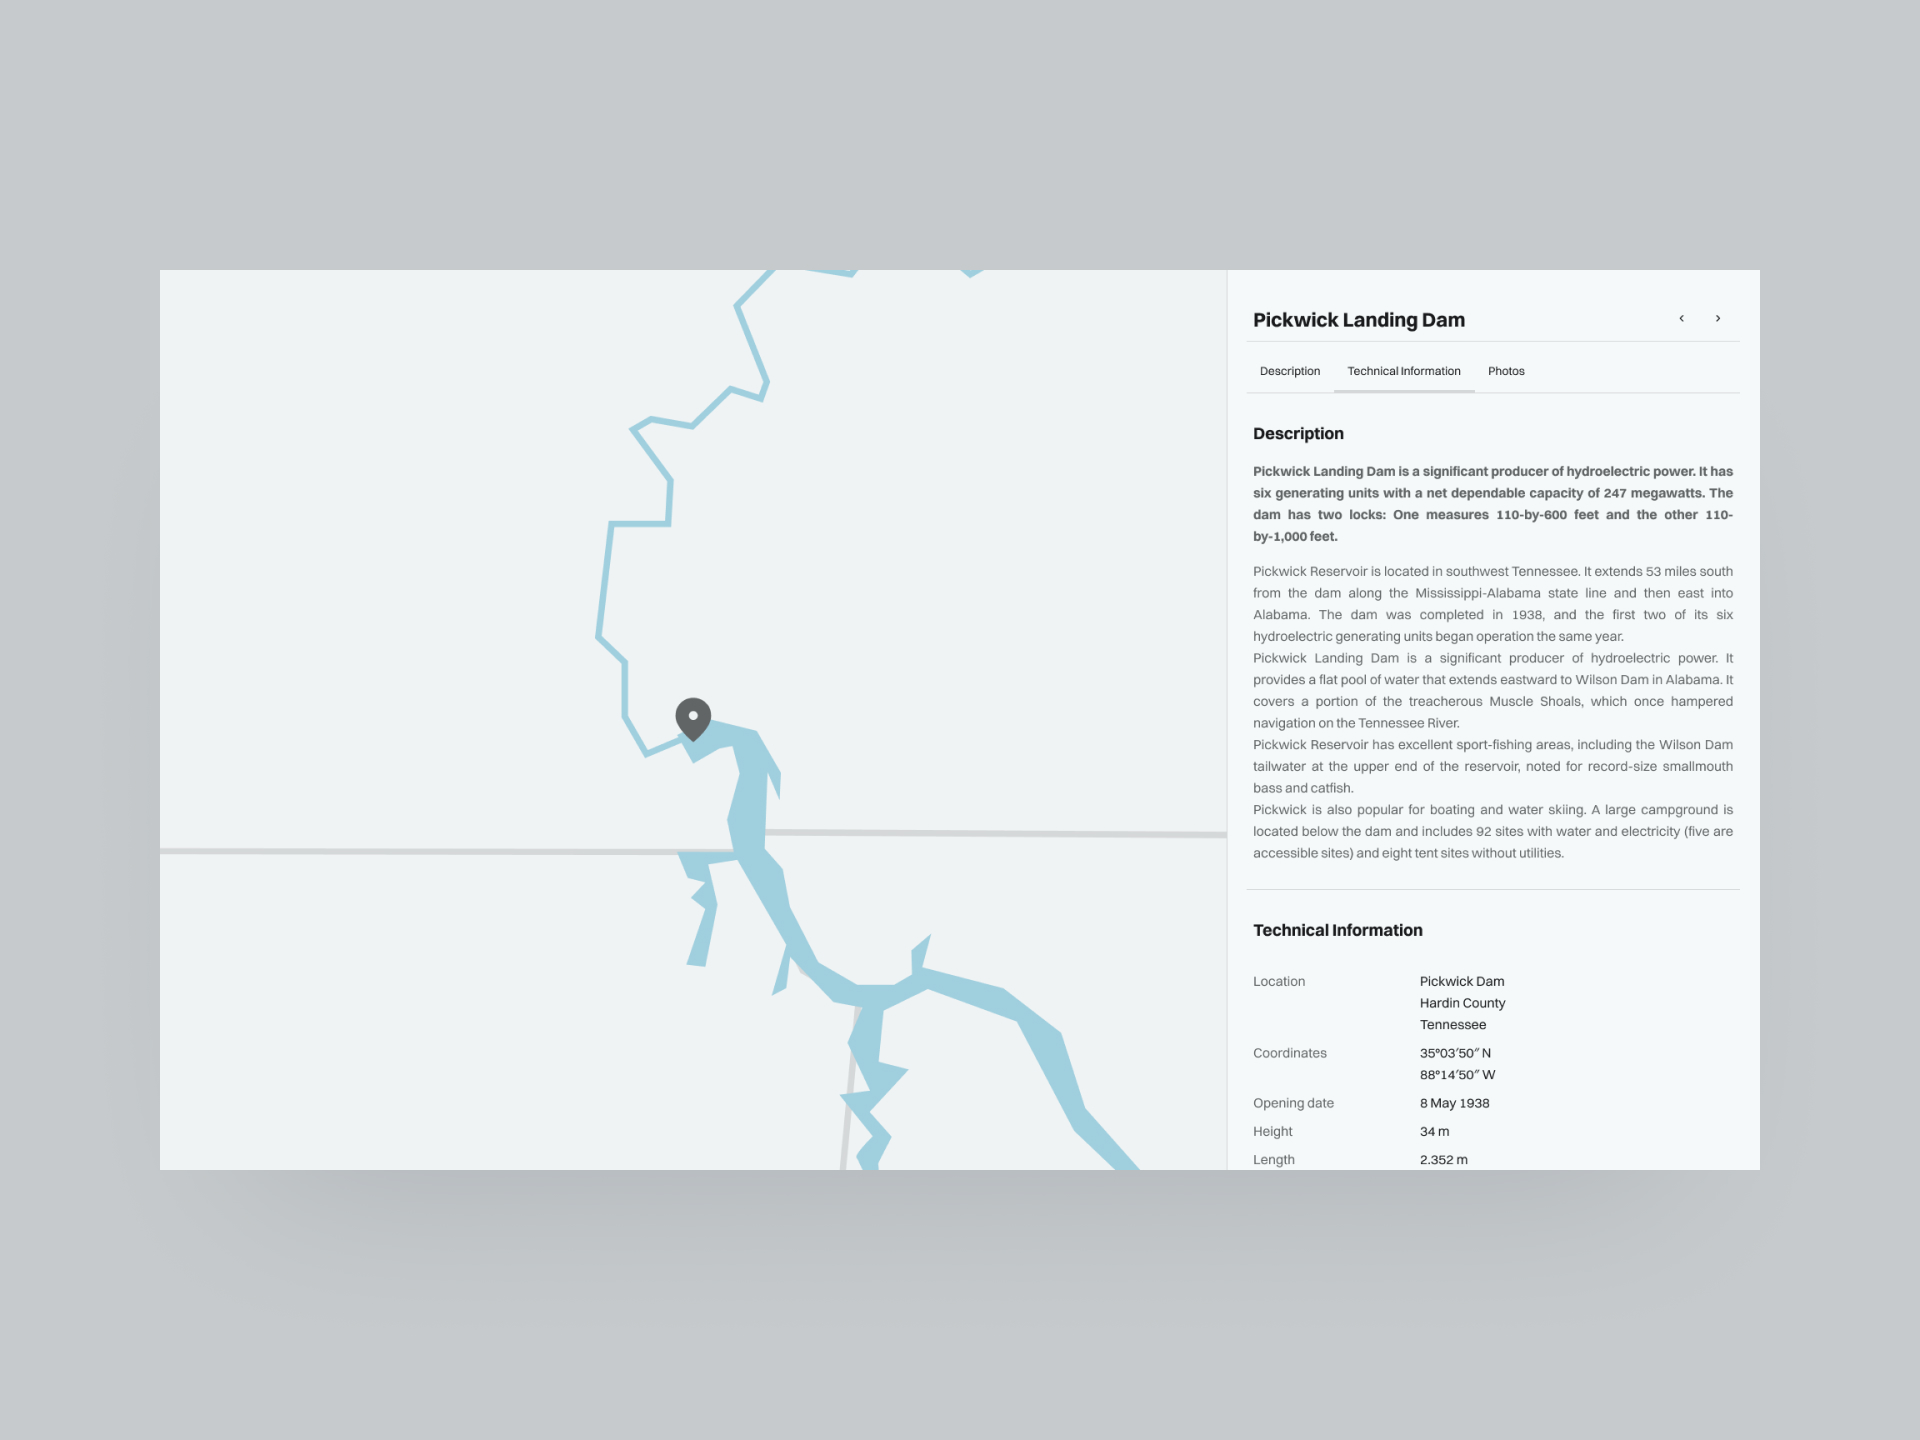 Pickwick Landing Dam
‹ ›
Description Technical Information Photos
Description
Pickwick Landing Dam is a significant producer of hydroelectric power. It has
six generating units with a net dependable capacity of 247 megawatts. The
dam has two locks: One measures 110-by-600 feet and the other 110-
by-1,000 feet.
Pickwick Reservoir is located in southwest Tennessee. It extends 53 miles south
from the dam along the Mississippi-Alabama state line and then east into
Alabama. The dam was completed in 1938, and the first two of its six
hydroelectric generating units began operation the same year.
Pickwick Landing Dam is a significant producer of hydroelectric power. It
provides a flat pool of water that extends eastward to Wilson Dam in Alabama. It
covers a portion of the treacherous Muscle Shoals, which once hampered
navigation on the Tennessee River.
Pickwick Reservoir has excellent sport-fishing areas, including the Wilson Dam
tailwater at the upper end of the reservoir, noted for record-size smallmouth
bass and catfish.
Pickwick is also popular for boating and water skiing. A large campground is
located below the dam and includes 92 sites with water and electricity (five are
accessible sites) and eight tent sites without utilities.
Technical Information
Location Pickwick Dam
Hardin County
Tennessee
Coordinates 35°03′50″ N
88°14′50″ W
Opening date 8 May 1938
Height 34 m
Length 2.352 m